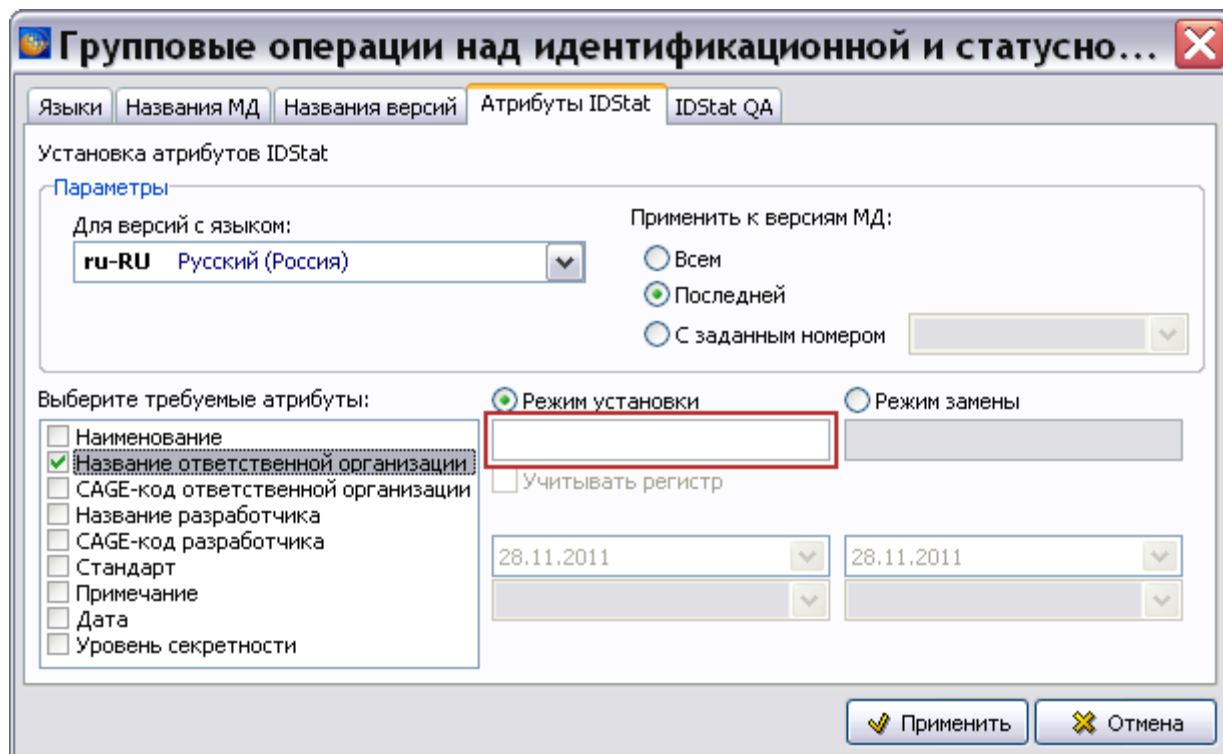 Групповые операции над идентификационной и статусно...
Языки Названия МД Названия версий Атрибуты IDStat IDStat QA
Установка атрибутов IDStat
Параметры
Для версий с языком:
ru-RU Русский (Россия)
Применить к версиям МД:
Всем
Последней
С заданным номером
Выберите требуемые атрибуты:
Наименование
Название ответственной организации
CAGE-код ответственной организации
Название разработчика
CAGE-код разработчика
Стандарт
Примечание
Дата
Уровень секретности
Режим установки
Режим замены
Учитывать регистр
28.11.2011 28.11.2011
Применить Отмена